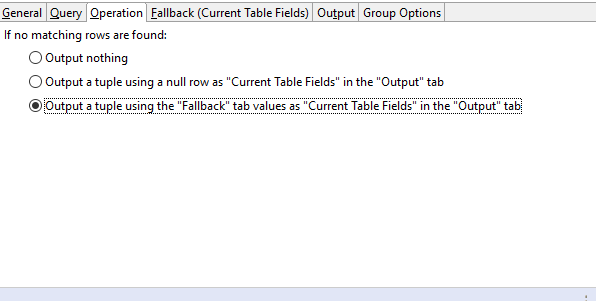 General Query Operation Fallback (Current Table Fields) Output Group Options
If no matching rows are found:
Output nothing
Output a tuple using a null row as "Current Table Fields" in the "Output" tab
Output a tuple using the "Fallback" tab values as "Current Table Fields" in the "Output" tab